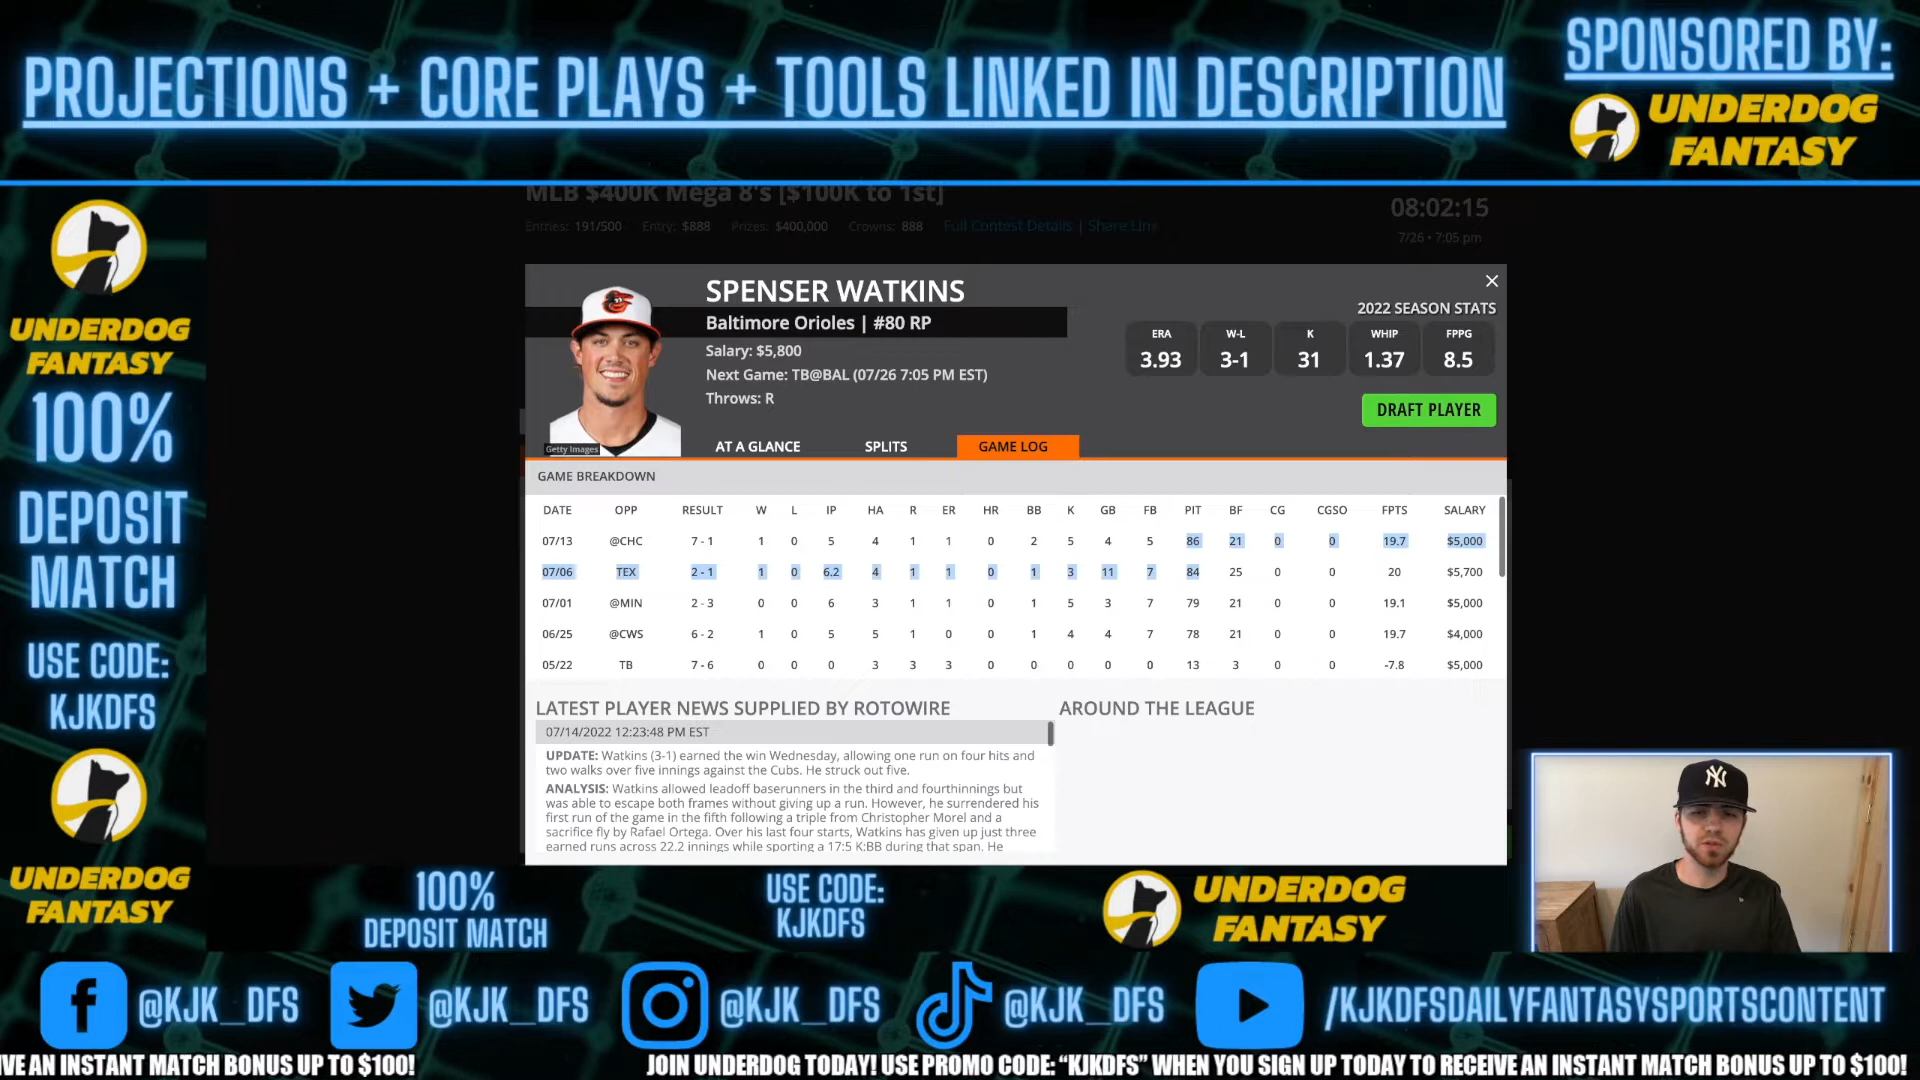 PROJECTIONS + CORE PLAYS + TOOLS LINKED IN DESCRIPTION
SPONSORED BY:
UNDERDOG
FANTASY
MLB $400K Mega 8's [$100K to 1st]
08:02:15
Entries: 191/500 Entry: $888 Prizes: $400,000 Crowns: 888 Full Contest Details | Share Link
7/26 • 7:05 pm
UNDERDOG
FANTASY
100%
DEPOSIT
MATCH
USE CODE:
KJKDFS
UNDERDOG
FANTASY
SPENSER WATKINS
Baltimore Orioles | #80 RP
Salary: $5,800
Next Game: TB@BAL (07/26 7:05 PM EST)
Throws: R
Getty Images
2022 SEASON STATS
ERA W-L K WHIP FPPG
3.93 3-1 31 1.37 8.5
DRAFT PLAYER
AT A GLANCE SPLITS GAME LOG
GAME BREAKDOWN
DATE OPP RESULT W L IP HA R ER HR BB K GB FB PIT BF CG CGSO FPTS SALARY
07/13 @CHC 7 - 1 1 0 5 4 1 1 0 2 5 4 5 86 21 0 0 19.7 $5,000
07/06 TEX 2 - 1 1 0 6.2 4 1 1 0 1 3 11 7 84 25 0 0 20 $5,700
07/01 @MIN 2 - 3 0 0 6 3 1 1 0 1 5 3 7 79 21 0 0 19.1 $5,000
06/25 @CWS 6 - 2 1 0 5 5 1 0 0 1 4 4 7 78 21 0 0 19.7 $4,000
05/22 TB 7 - 6 0 0 0 3 3 3 0 0 0 0 0 13 3 0 0 -7.8 $5,000
LATEST PLAYER NEWS SUPPLIED BY ROTOWIRE
07/14/2022 12:23:48 PM EST
UPDATE: Watkins (3-1) earned the win Wednesday, allowing one run on four hits and
two walks over five innings against the Cubs. He struck out five.
ANALYSIS: Watkins allowed leadoff baserunners in the third and fourthinnings but
was able to escape both frames without giving up a run. However, he surrendered his
first run of the game in the fifth following a triple from Christopher Morel and a
sacrifice fly by Rafael Ortega. Over his last four starts, Watkins has given up just three
earned runs across 22.2 innings while sporting a 17:5 K:BB during that span. He
AROUND THE LEAGUE
100%
DEPOSIT MATCH
USE CODE:
KJKDFS
UNDERDOG
FANTASY
@KJK_DFS @KJK_DFS @KJK_DFS @KJK_DFS /KJKDFSDAILYFANTASYSPORTSCONTENT
IVE AN INSTANT MATCH BONUS UP TO $100! JOIN UNDERDOG TODAY! USE PROMO CODE: “KJKDFS” WHEN YOU SIGN UP TODAY TO RECEIVE AN INSTANT MATCH BONUS UP TO $100!